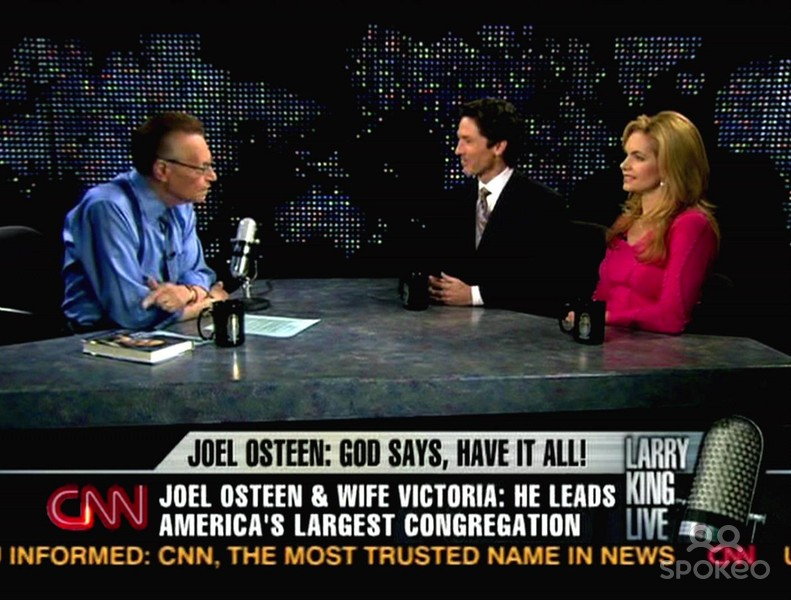 JOEL OSTEEN: GOD SAYS, HAVE IT ALL!
LARRY
KING
LIVE
CNN
JOEL OSTEEN & WIFE VICTORIA: HE LEADS
AMERICA'S LARGEST CONGREGATION
U INFORMED: CNN, THE MOST TRUSTED NAME IN NEWS CNN U
spokeo